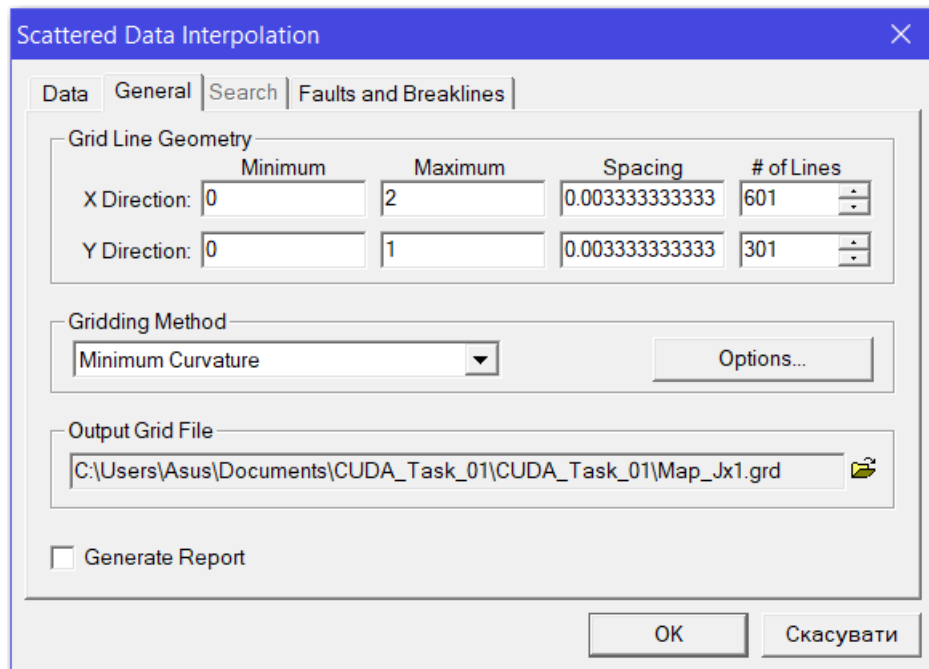 Scattered Data Interpolation
Data General Search Faults and Breaklines
Grid Line Geometry
Minimum Maximum Spacing # of Lines
X Direction: 0 2 0.003333333333 601
Y Direction: 0 1 0.003333333333 301
Gridding Method
Minimum Curvature Options...
Output Grid File
C:\Users\Asus\Documents\CUDA_Task_01\CUDA_Task_01\Map_Jx1.grd
Generate Report
OK Скасувати